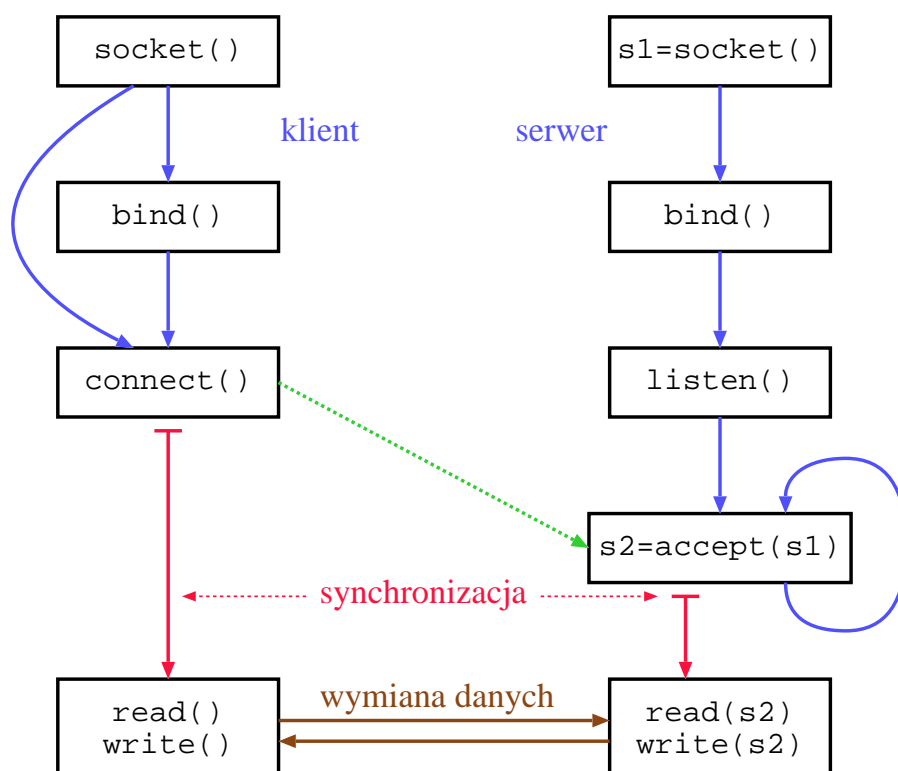 socket()
s1=socket()
klient
serwer
bind()
bind()
connect()
listen()
s2=accept(s1)
synchronizacja
wymiana danych
read()
write()
read(s2)
write(s2)